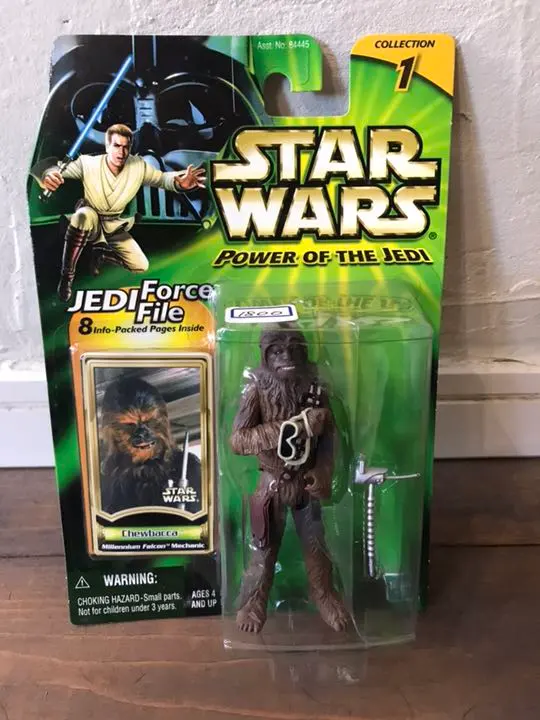 Asst. No. 84445
COLLECTION
1
STAR
WARS®
POWER OF THE JEDI
JEDI Force
File
8 Info-Packed Pages Inside
1800
STAR
WARS
Chewbacca
Millennium Falcon™ Mechanic
⚠ WARNING:
CHOKING HAZARD-Small parts.
Not for children under 3 years.
AGES 4
AND UP